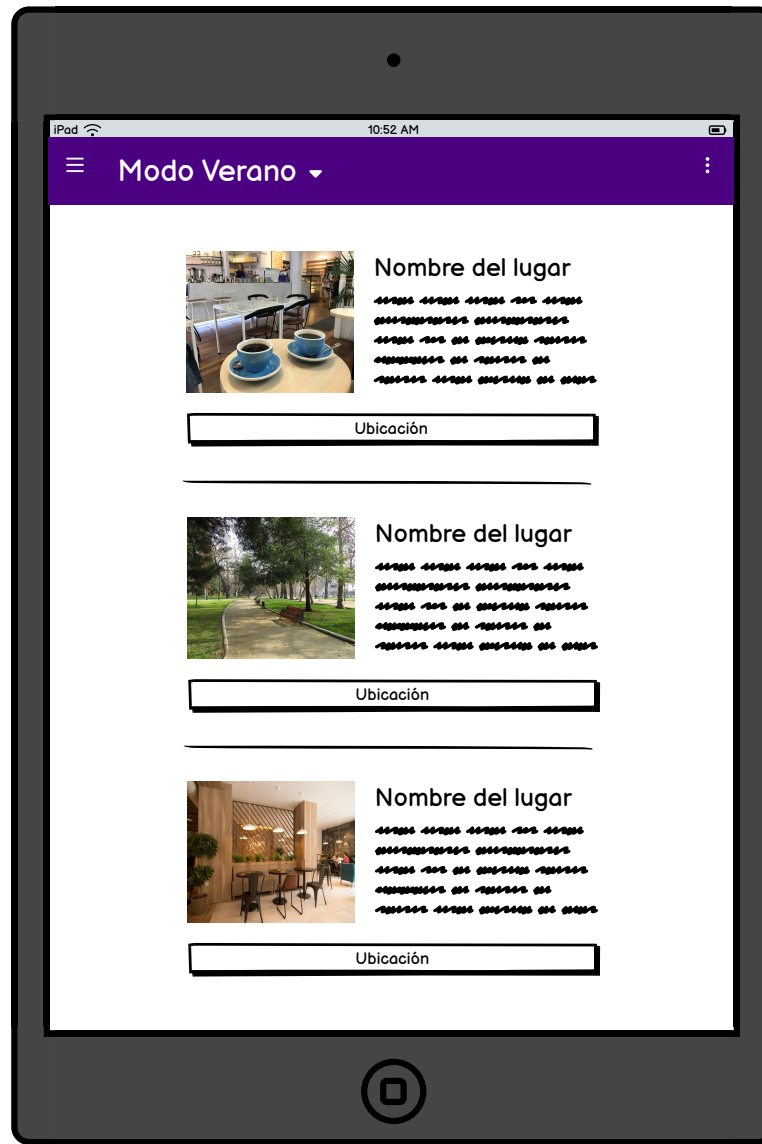 iPad
10:52 AM
Modo Verano
Nombre del lugar
Ubicación
Nombre del lugar
Ubicación
Nombre del lugar
Ubicación